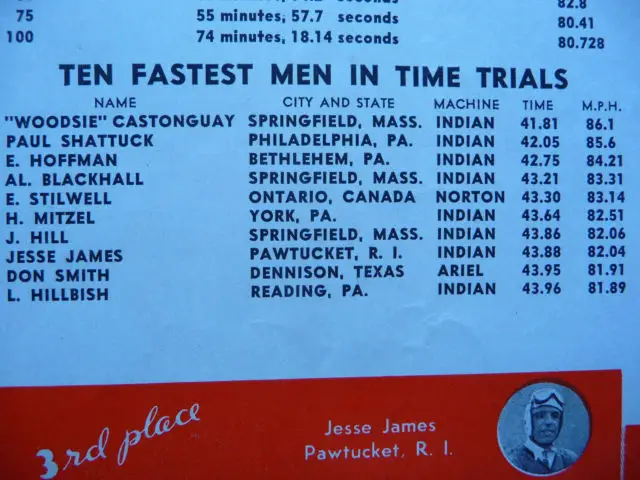 82.8
75 55 minutes, 57.7 seconds 80.41
100 74 minutes, 18.14 seconds 80.728
TEN FASTEST MEN IN TIME TRIALS
NAME CITY AND STATE MACHINE TIME M.P.H.
"WOODSIE" CASTONGUAY SPRINGFIELD, MASS. INDIAN 41.81 86.1
PAUL SHATTUCK PHILADELPHIA, PA. INDIAN 42.05 85.6
E. HOFFMAN BETHLEHEM, PA. INDIAN 42.75 84.21
AL. BLACKHALL SPRINGFIELD, MASS. INDIAN 43.21 83.31
E. STILWELL ONTARIO, CANADA NORTON 43.30 83.14
H. MITZEL YORK, PA. INDIAN 43.64 82.51
J. HILL SPRINGFIELD, MASS. INDIAN 43.86 82.06
JESSE JAMES PAWTUCKET, R. I. INDIAN 43.88 82.04
DON SMITH DENNISON, TEXAS ARIEL 43.95 81.91
L. HILLBISH READING, PA. INDIAN 43.96 81.89
3rd place
Jesse James
Pawtucket, R. I.